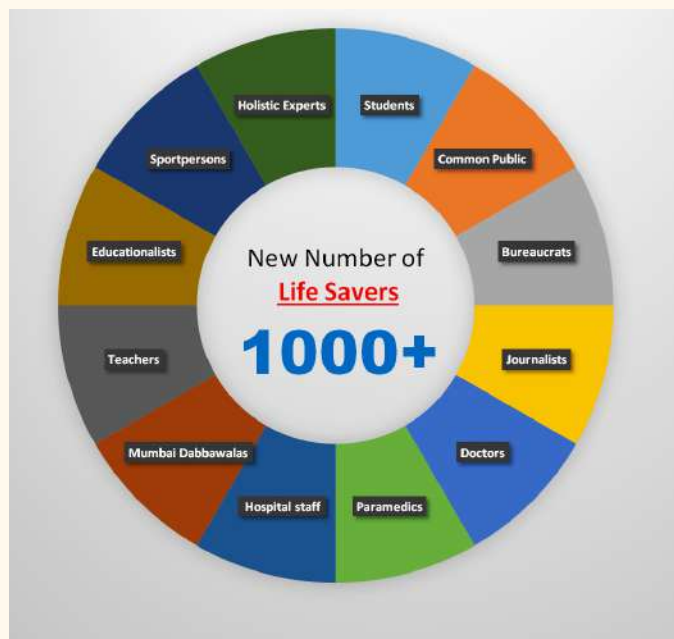 Holistic Experts
Students
Sportpersons
Common Public
Educationalists
New Number of
Life Savers
1000+
Bureaucrats
Teachers
Journalists
Mumbai Dabbawalas
Doctors
Hospital staff
Paramedics